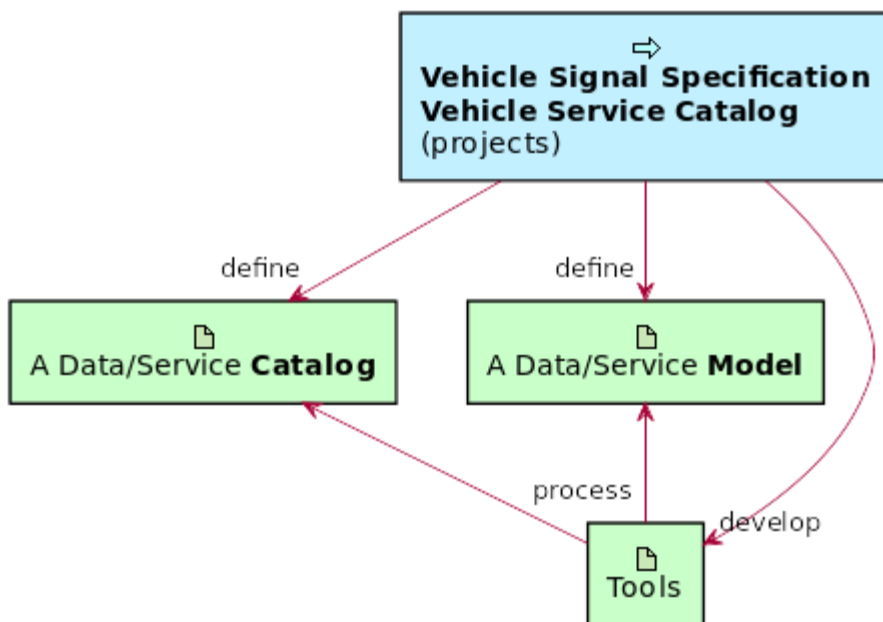 Vehicle Signal Specification
Vehicle Service Catalog
(projects)
define
define
A Data/Service Catalog
A Data/Service Model
process
develop
Tools